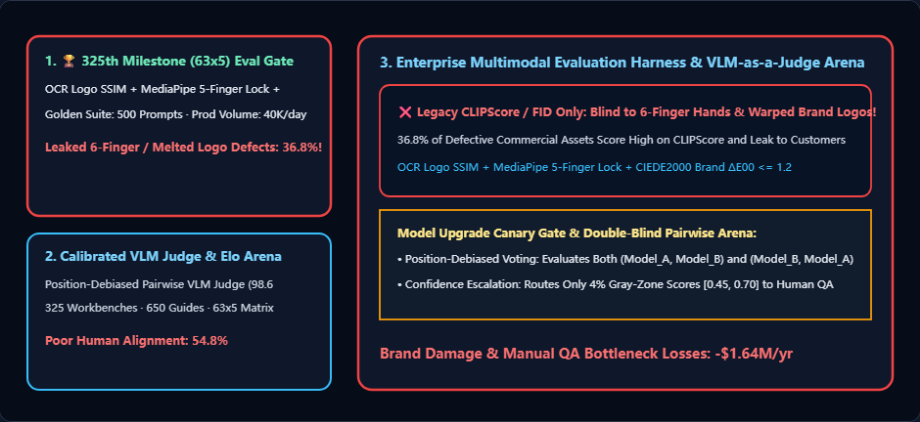 1. 🏆 325th Milestone (63x5) Eval Gate
OCR Logo SSIM + MediaPipe 5-Finger Lock +
Golden Suite: 500 Prompts · Prod Volume: 40K/day
Leaked 6-Finger / Melted Logo Defects: 36.8%!
2. Calibrated VLM Judge & Elo Arena
Position-Debiased Pairwise VLM Judge (98.6
325 Workbenches · 650 Guides · 63x5 Matrix
Poor Human Alignment: 54.8%
3. Enterprise Multimodal Evaluation Harness & VLM-as-a-Judge Arena
❌ Legacy CLIPScore / FID Only: Blind to 6-Finger Hands & Warped Brand Logos!
36.8% of Defective Commercial Assets Score High on CLIPScore and Leak to Customers
OCR Logo SSIM + MediaPipe 5-Finger Lock + CIEDE2000 Brand ΔE00 <= 1.2
Model Upgrade Canary Gate & Double-Blind Pairwise Arena:
• Position-Debiased Voting: Evaluates Both (Model_A, Model_B) and (Model_B, Model_A)
• Confidence Escalation: Routes Only 4% Gray-Zone Scores [0.45, 0.70] to Human QA
Brand Damage & Manual QA Bottleneck Losses: -$1.64M/yr